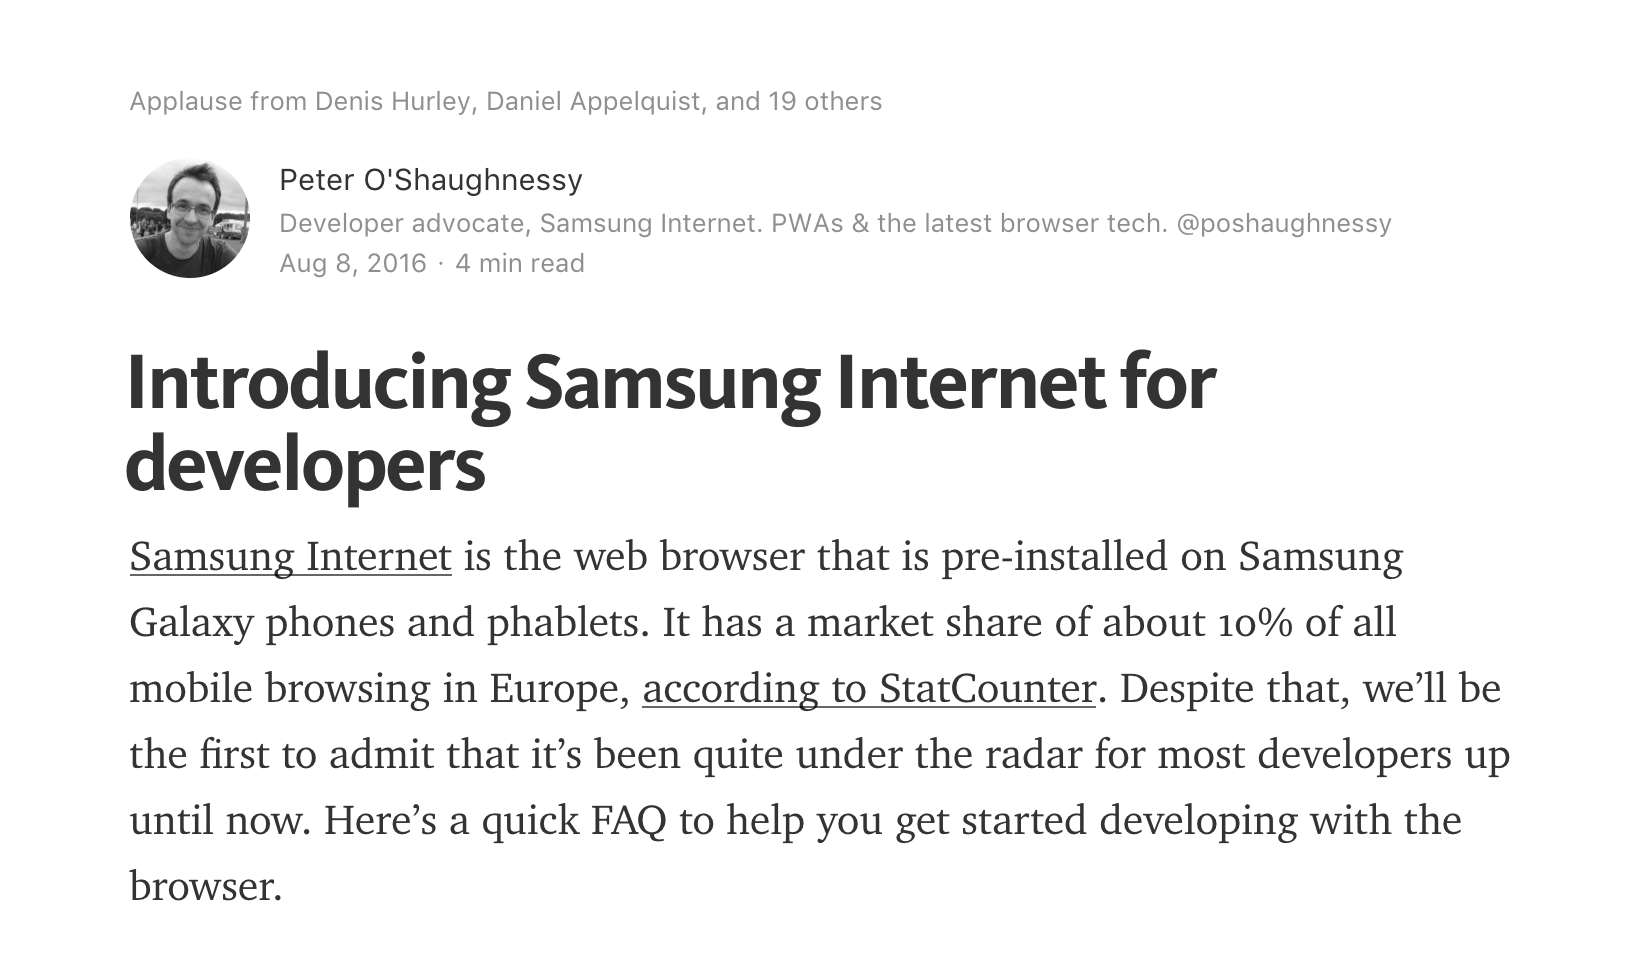 Applause from Denis Hurley, Daniel Appelquist, and 19 others
Peter O'Shaughnessy
Developer advocate, Samsung Internet. PWAs & the latest browser tech. @poshaughnessy
Aug 8, 2016 · 4 min read
Introducing Samsung Internet for
developers
Samsung Internet is the web browser that is pre-installed on Samsung
Galaxy phones and phablets. It has a market share of about 10% of all
mobile browsing in Europe, according to StatCounter. Despite that, we’ll be
the first to admit that it’s been quite under the radar for most developers up
until now. Here’s a quick FAQ to help you get started developing with the
browser.